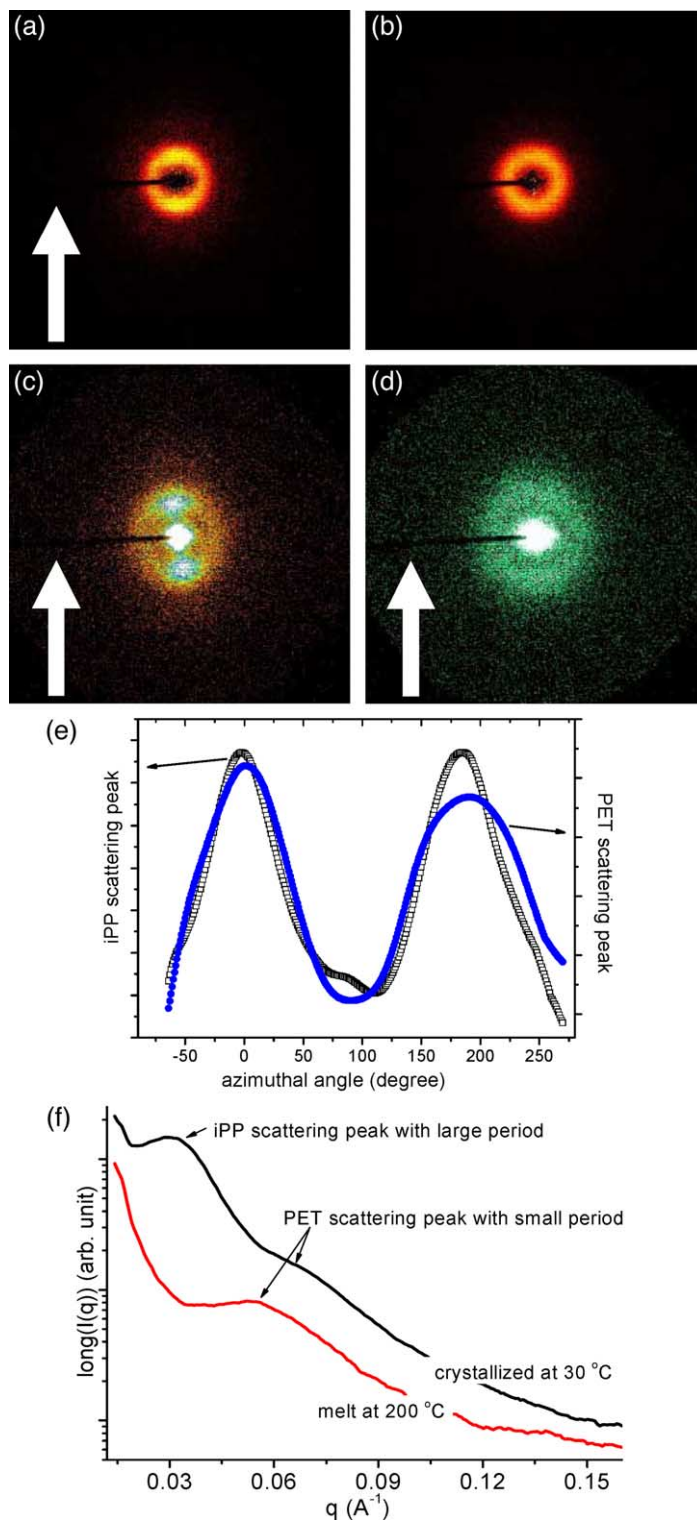 (a)
(b)
(c)
(d)
(e)
iPP scattering peak
PET scattering peak
-50 0 50 100 150 200 250
azimuthal angle (degree)
(f)
iPP scattering peak with large period
PET scattering peak with small period
long(I(q)) (arb. unit)
crystallized at 30 °C
melt at 200 °C
0.03 0.06 0.09 0.12 0.15
q (A⁻¹)